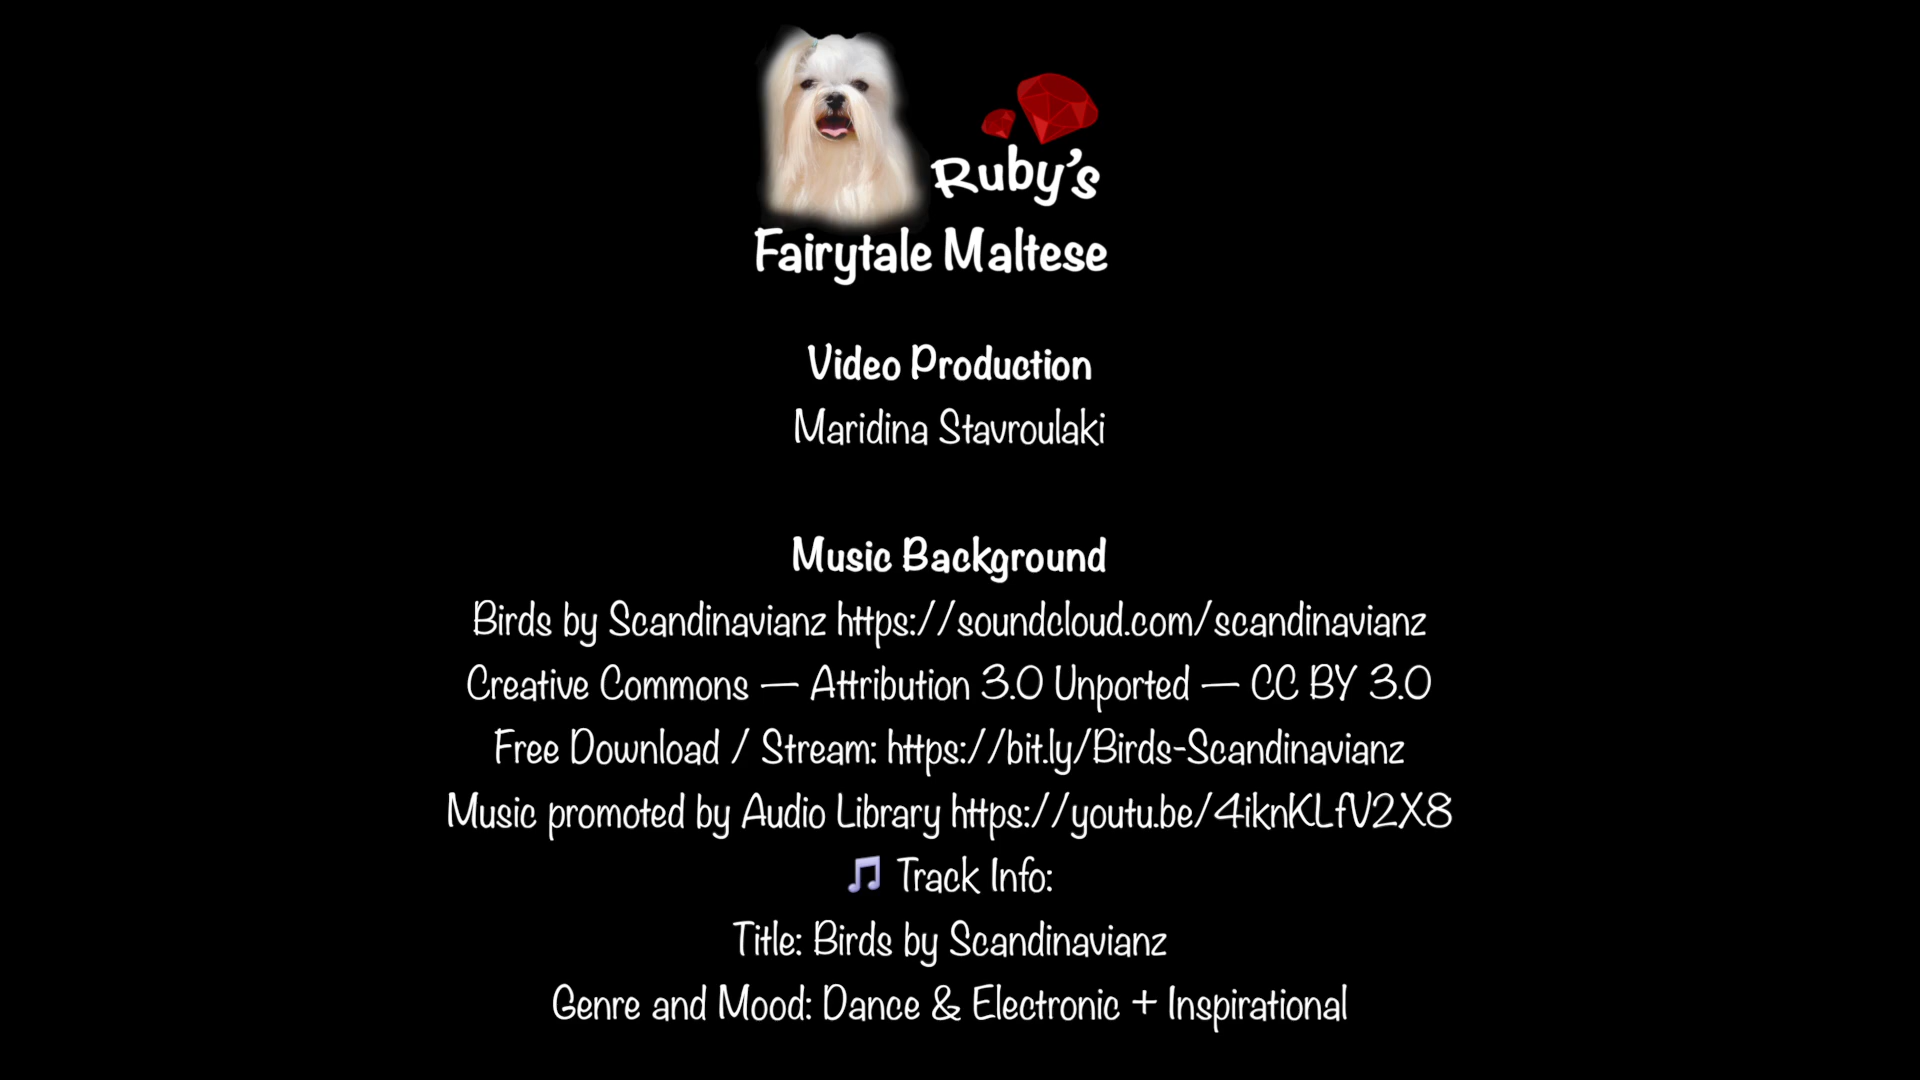 Ruby’s
Fairytale Maltese
Video Production
Maridina Stavroulaki
Music Background
Birds by Scandinavianz https://soundcloud.com/scandinavianz
Creative Commons — Attribution 3.0 Unported — CC BY 3.0
Free Download / Stream: https://bit.ly/Birds-Scandinavianz
Music promoted by Audio Library https://youtu.be/4iknKLfV2X8
🎵 Track Info:
Title: Birds by Scandinavianz
Genre and Mood: Dance & Electronic + Inspirational